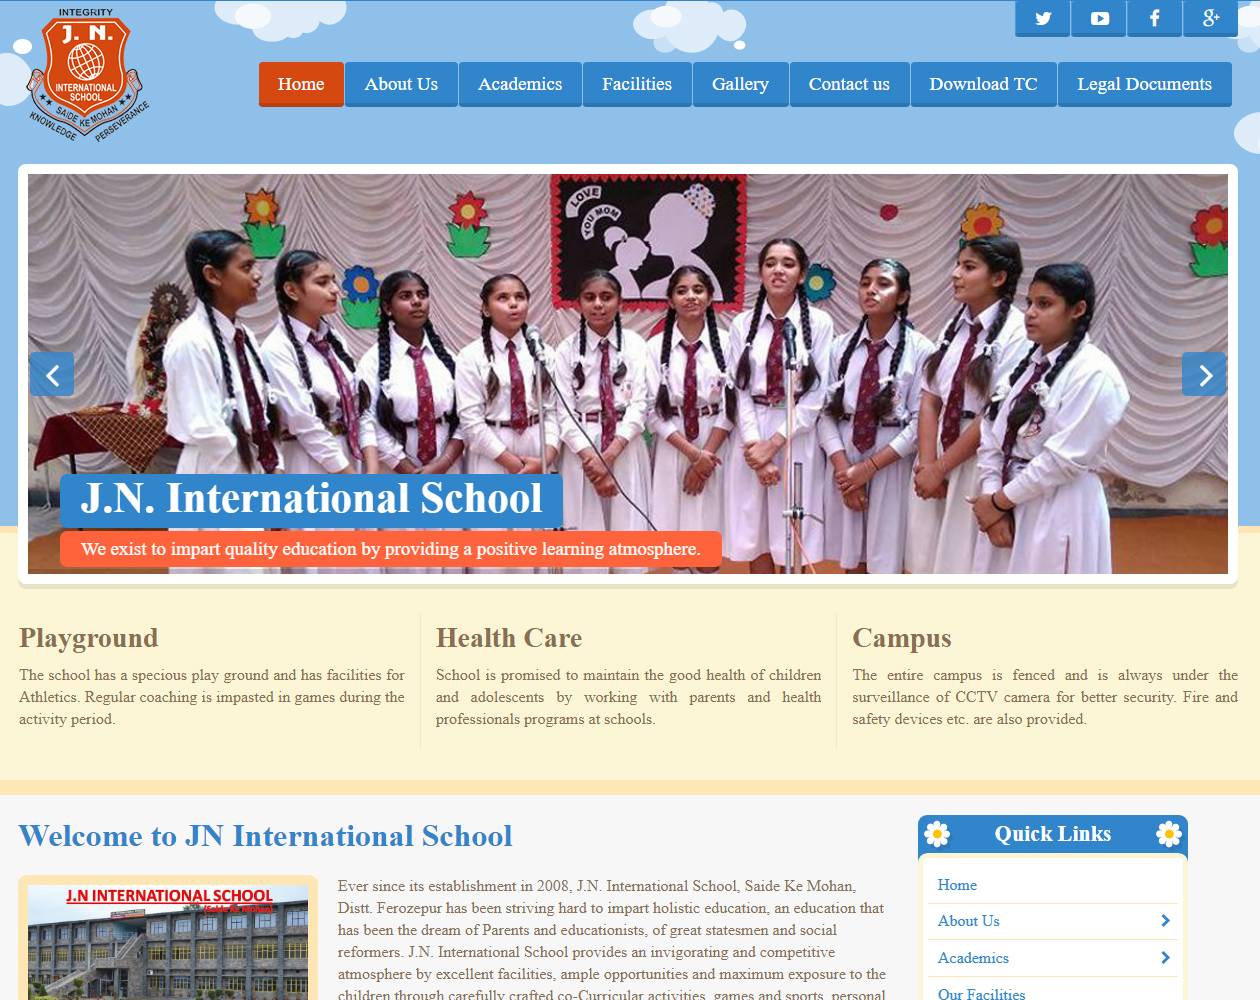 INTEGRITY
J. N.
INTERNATIONAL
SCHOOL
SAIDE KE MOHAN
KNOWLEDGE PERSEVERANCE
Home About Us Academics Facilities Gallery Contact us Download TC Legal Documents
LOVE
YOU MOM
J.N. International School
We exist to impart quality education by providing a positive learning atmosphere.
Playground
The school has a specious play ground and has facilities for
Athletics. Regular coaching is impasted in games during the
activity period.
Health Care
School is promised to maintain the good health of children
and adolescents by working with parents and health
professionals programs at schools.
Campus
The entire campus is fenced and is always under the
surveillance of CCTV camera for better security. Fire and
safety devices etc. are also provided.
Welcome to JN International School
J.N INTERNATIONAL SCHOOL
(Saide Ke Mohan)
Ever since its establishment in 2008, J.N. International School, Saide Ke Mohan,
Distt. Ferozepur has been striving hard to impart holistic education, an education that
has been the dream of Parents and educationists, of great statesmen and social
reformers. J.N. International School provides an invigorating and competitive
atmosphere by excellent facilities, ample opportunities and maximum exposure to the
children through carefully crafted co-Curricular activities, games and sports, personal
Quick Links
Home
About Us
Academics
Our Facilities